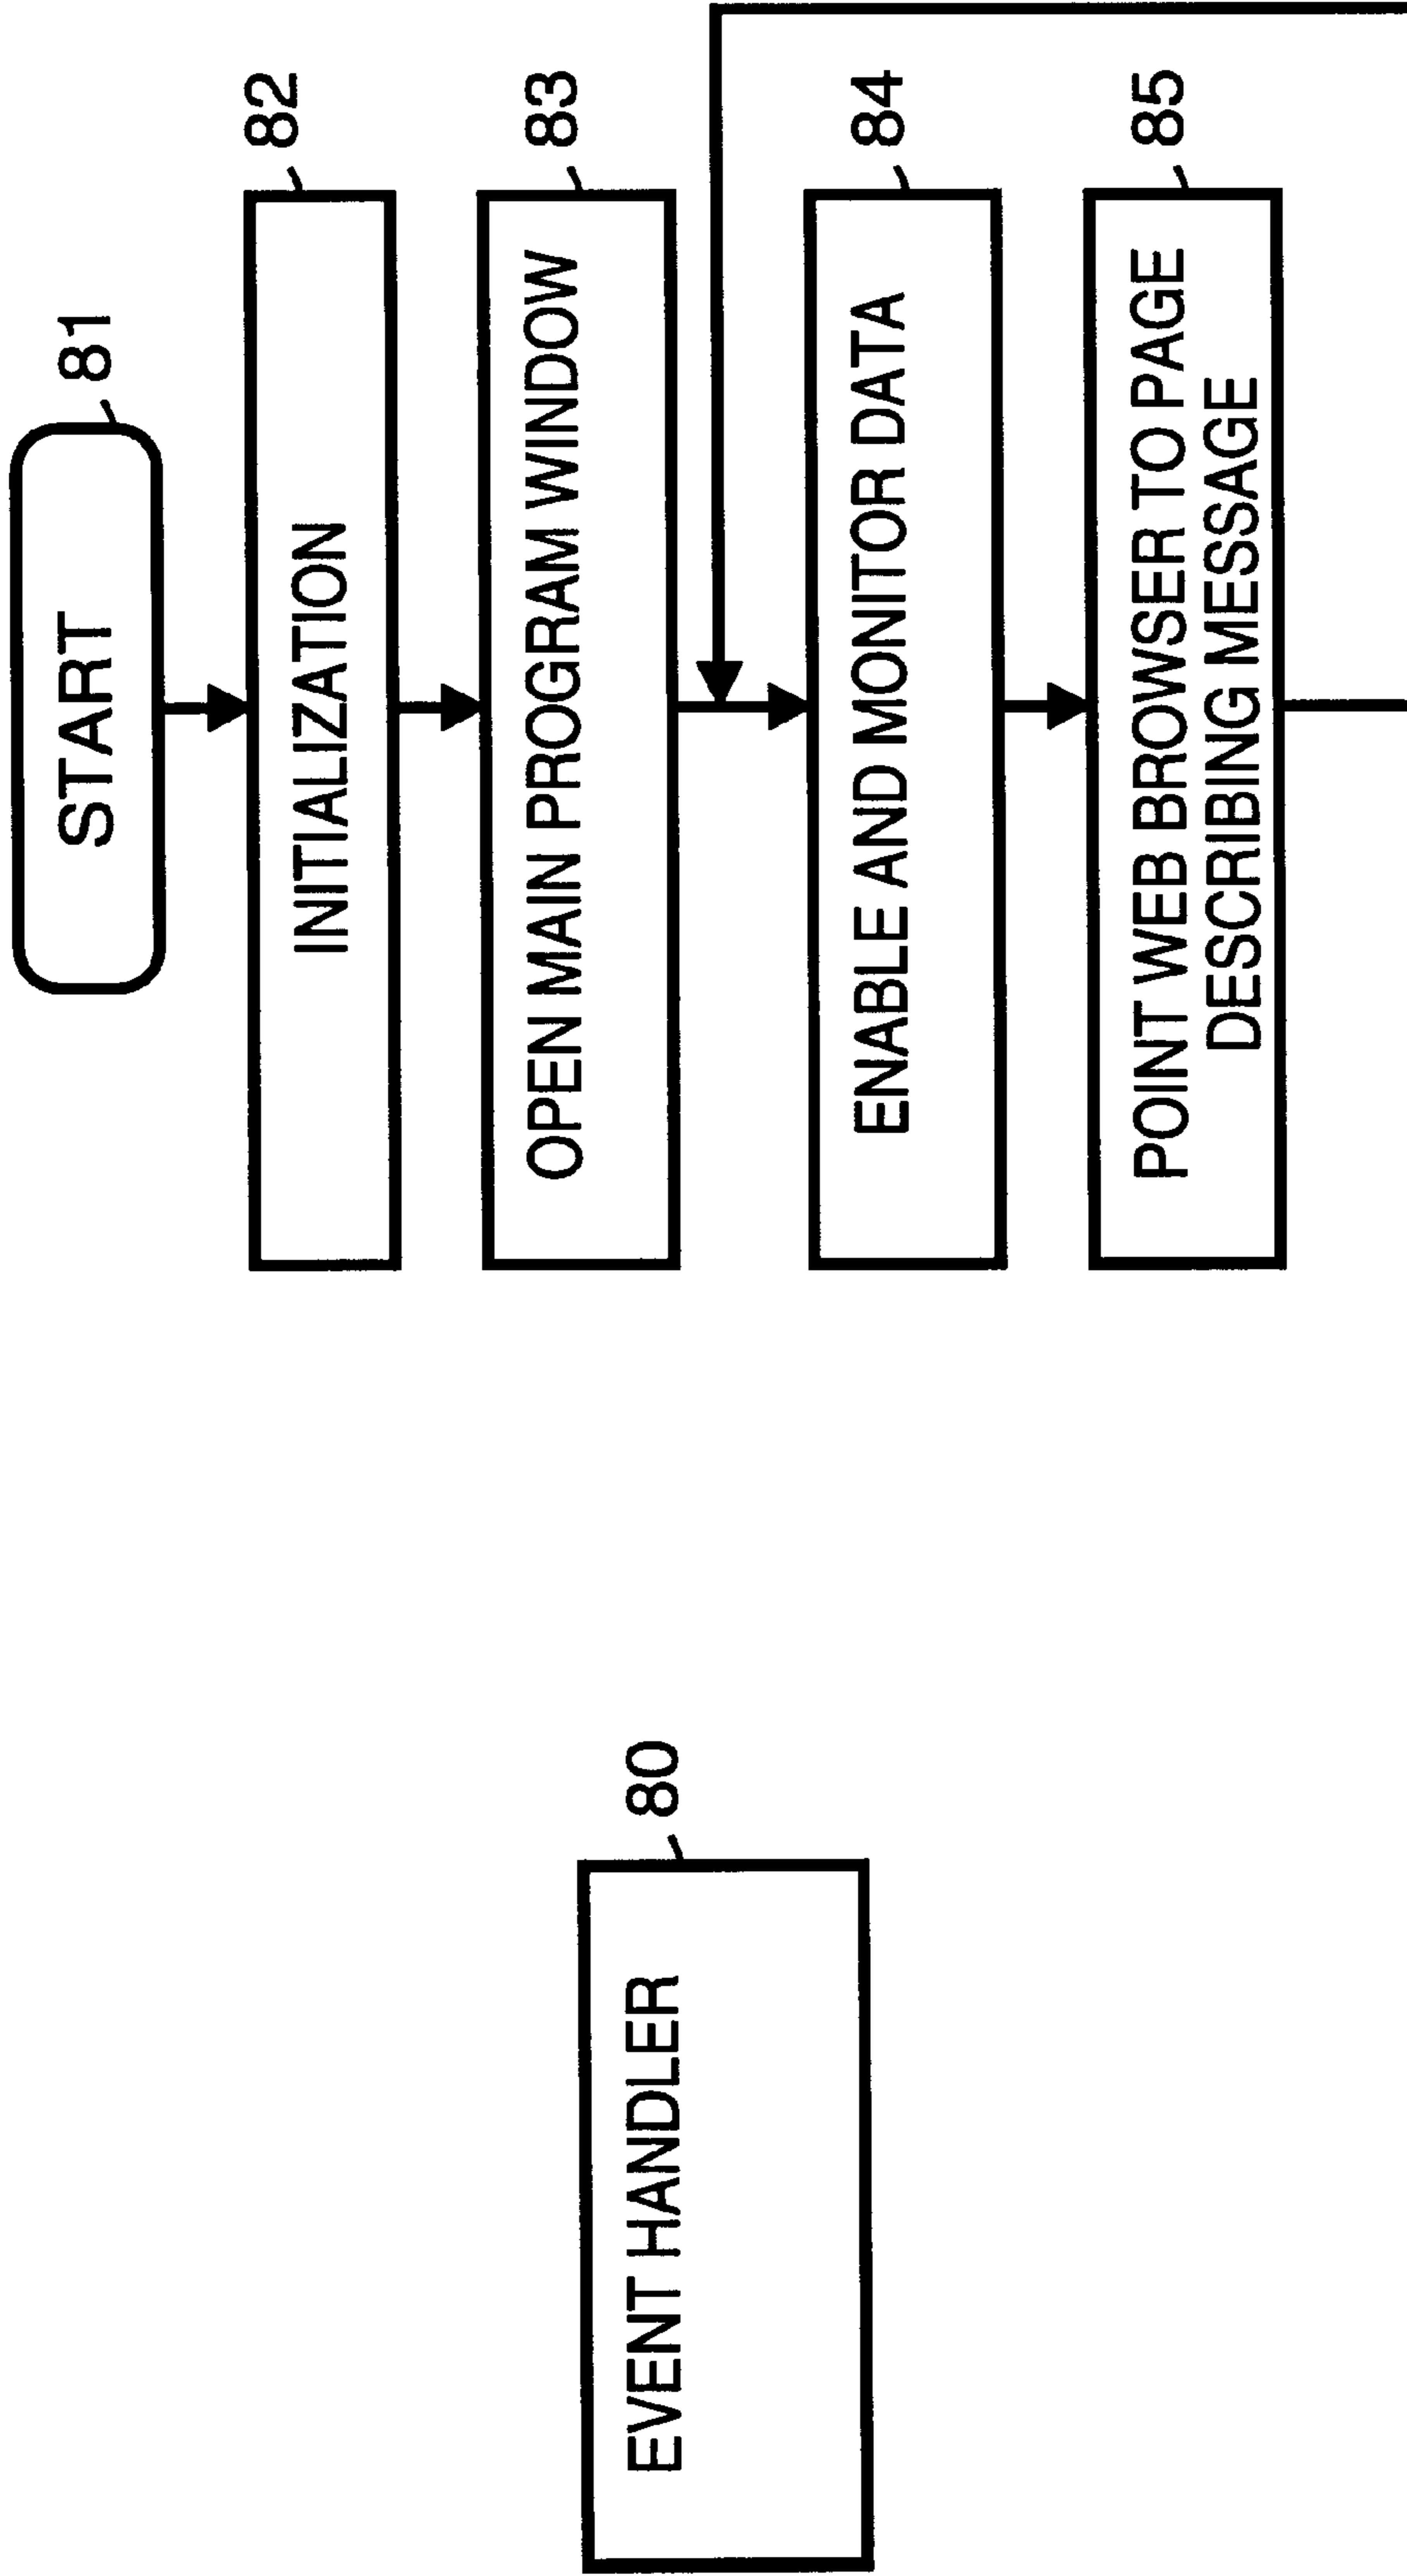 EVENT HANDLER
80
START
81
INITIALIZATION
82
OPEN MAIN PROGRAM WINDOW
83
ENABLE AND MONITOR DATA
84
POINT WEB BROWSER TO PAGE
DESCRIBING MESSAGE
85